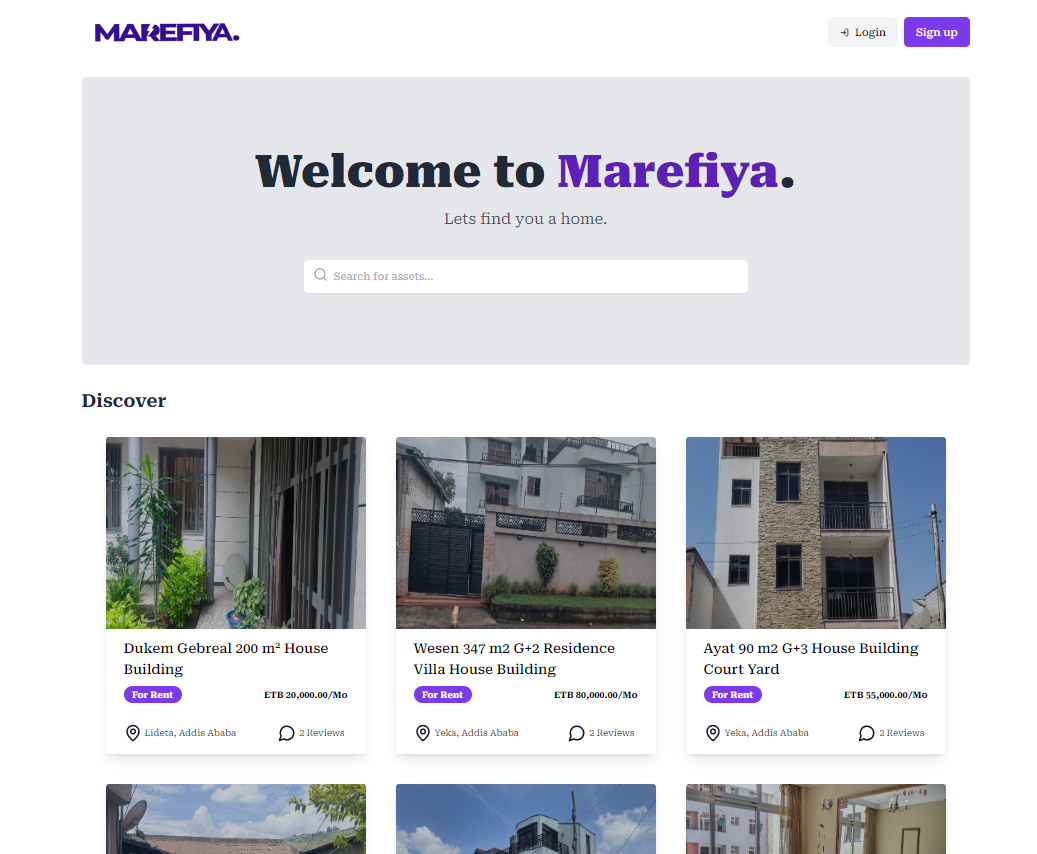 MAREFIYA.
Login
Sign up
Welcome to Marefiya.
Lets find you a home.
Search for assets...
Discover
Dukem Gebreal 200 m² House
Building
For Rent
ETB 20,000.00/Mo
Lideta, Addis Ababa
2 Reviews
Wesen 347 m2 G+2 Residence
Villa House Building
For Rent
ETB 80,000.00/Mo
Yeka, Addis Ababa
2 Reviews
Ayat 90 m2 G+3 House Building
Court Yard
For Rent
ETB 55,000.00/Mo
Yeka, Addis Ababa
2 Reviews